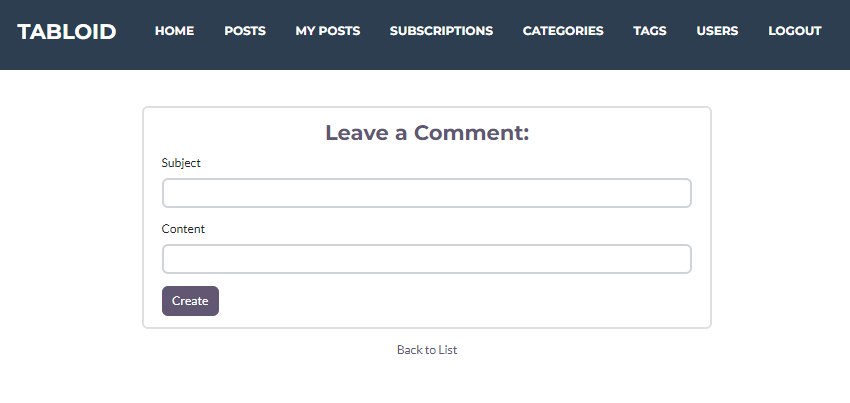 TABLOID HOME POSTS MY POSTS SUBSCRIPTIONS CATEGORIES TAGS USERS LOGOUT
Leave a Comment:
Subject
Content
Create
Back to List